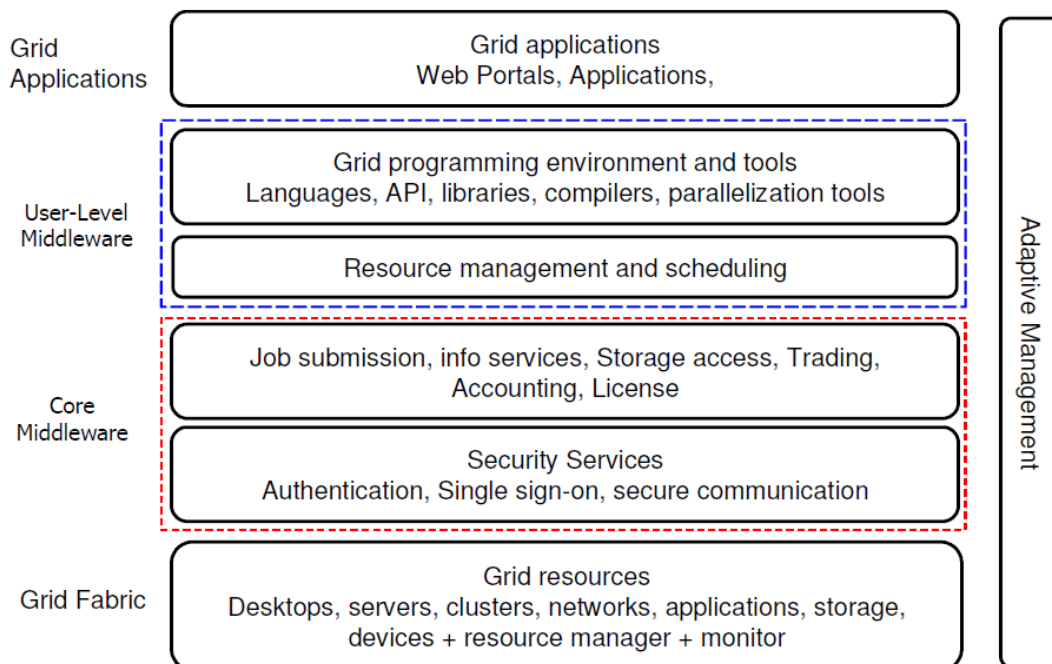 Grid
Applications
Grid applications
Web Portals, Applications,
User-Level
Middleware
Grid programming environment and tools
Languages, API, libraries, compilers, parallelization tools
Resource management and scheduling
Core
Middleware
Job submission, info services, Storage access, Trading,
Accounting, License
Security Services
Authentication, Single sign-on, secure communication
Grid Fabric
Grid resources
Desktops, servers, clusters, networks, applications, storage,
devices + resource manager + monitor
Adaptive Management